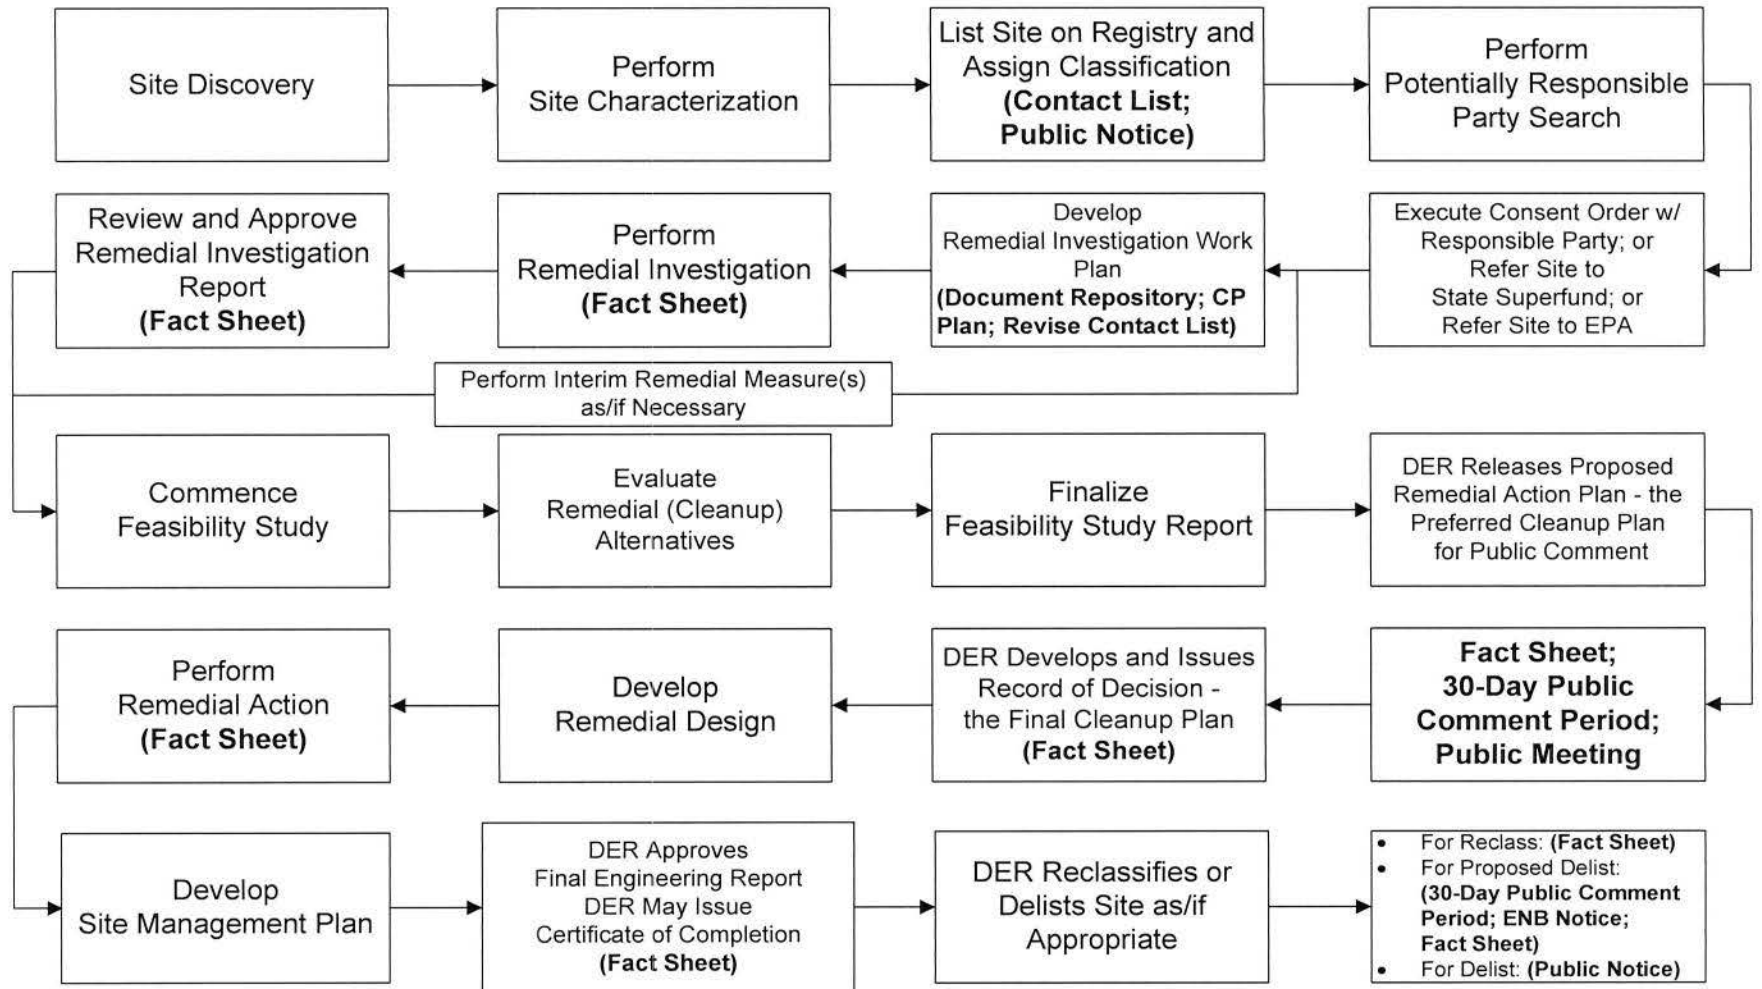 Site Discovery
Perform
Site Characterization
List Site on Registry and
Assign Classification
(Contact List;
Public Notice)
Perform
Potentially Responsible
Party Search
Execute Consent Order w/
Responsible Party; or
Refer Site to
State Superfund; or
Refer Site to EPA
Develop
Remedial Investigation Work
Plan
(Document Repository; CP
Plan; Revise Contact List)
Perform
Remedial Investigation
(Fact Sheet)
Review and Approve
Remedial Investigation
Report
(Fact Sheet)
Perform Interim Remedial Measure(s)
as/if Necessary
Commence
Feasibility Study
Evaluate
Remedial (Cleanup)
Alternatives
Finalize
Feasibility Study Report
DER Releases Proposed
Remedial Action Plan - the
Preferred Cleanup Plan
for Public Comment
Fact Sheet;
30-Day Public
Comment Period;
Public Meeting
DER Develops and Issues
Record of Decision -
the Final Cleanup Plan
(Fact Sheet)
Develop
Remedial Design
Perform
Remedial Action
(Fact Sheet)
Develop
Site Management Plan
DER Approves
Final Engineering Report
DER May Issue
Certificate of Completion
(Fact Sheet)
DER Reclassifies or
Delists Site as/if
Appropriate
• For Reclass: (Fact Sheet)
• For Proposed Delist:
(30-Day Public Comment
Period; ENB Notice;
Fact Sheet)
• For Delist: (Public Notice)